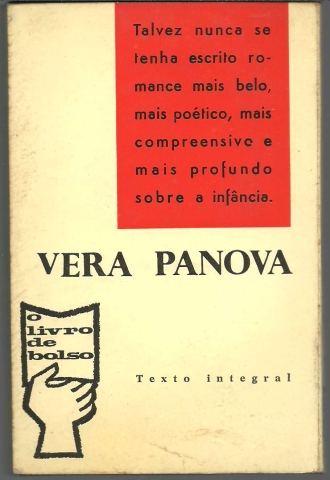 Talvez nunca se
tenha escrito ro-
mance mais belo,
mais poético, mais
compreensivo e
mais profundo
sobre a infância.
VERA PANOVA
o
livro
de
bolso
Texto integral